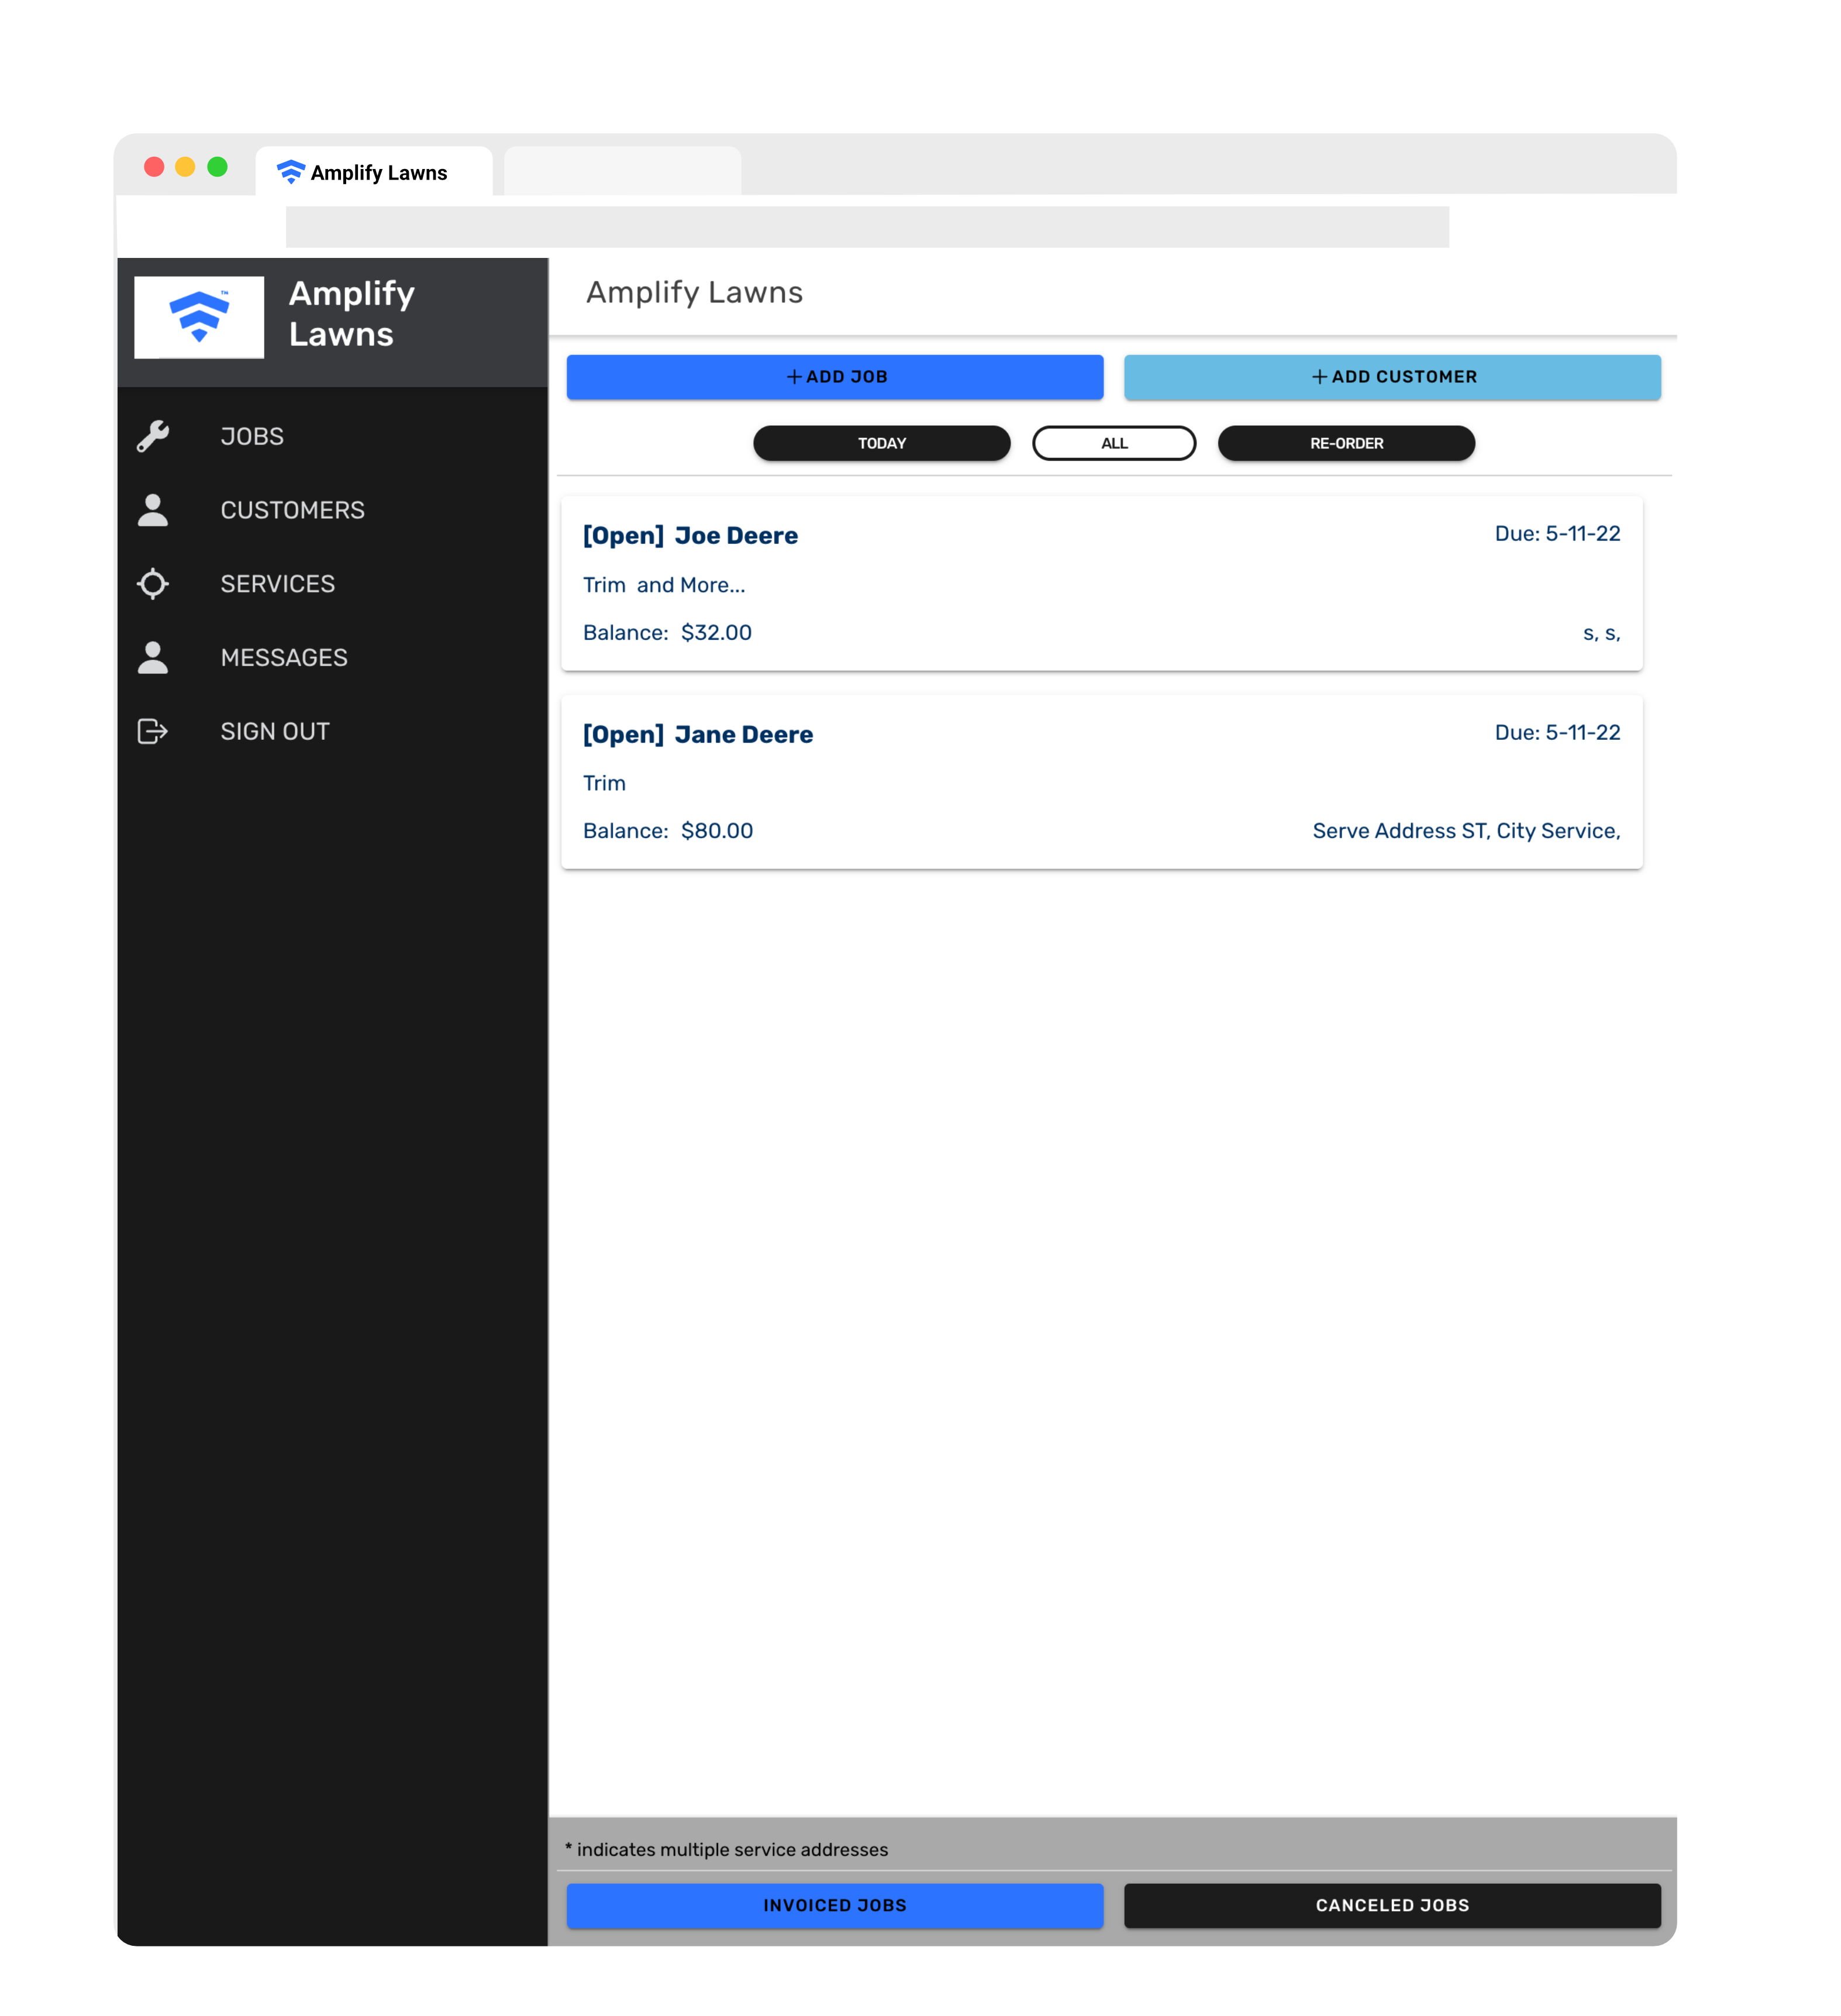 Amplify Lawns
™
Amplify
Lawns
Amplify Lawns
+ADD JOB
+ADD CUSTOMER
JOBS
TODAY
ALL
RE-ORDER
CUSTOMERS
SERVICES
MESSAGES
SIGN OUT
[Open] Joe Deere
Due: 5-11-22
Trim and More...
Balance: $32.00
s, s,
[Open] Jane Deere
Due: 5-11-22
Trim
Balance: $80.00
Serve Address ST, City Service,
* indicates multiple service addresses
INVOICED JOBS
CANCELED JOBS